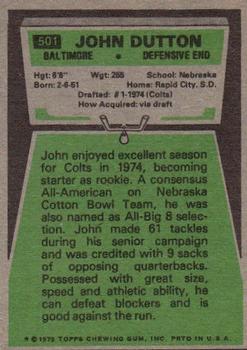 501 JOHN DUTTON
BALTIMORE • DEFENSIVE END
Hgt: 6'8" Wgt: 255 School: Nebraska
Born: 2-6-51 Home: Rapid City, S.D.
Drafted: #1-1974 (Colts)
How Acquired: via draft
John enjoyed excellent season
for Colts in 1974, becoming
starter as rookie. A consensus
All-American on Nebraska
Cotton Bowl Team, he was
also named as All-Big 8 selec-
tion. John made 61 tackles
during his senior campaign
and was credited with 9 sacks
of opposing quarterbacks.
Possessed with great size,
speed and athletic ability, he
can defeat blockers and is
good against run.
* © 1975 TOPPS CHEWING GUM, INC. PRTD IN U.S.A.